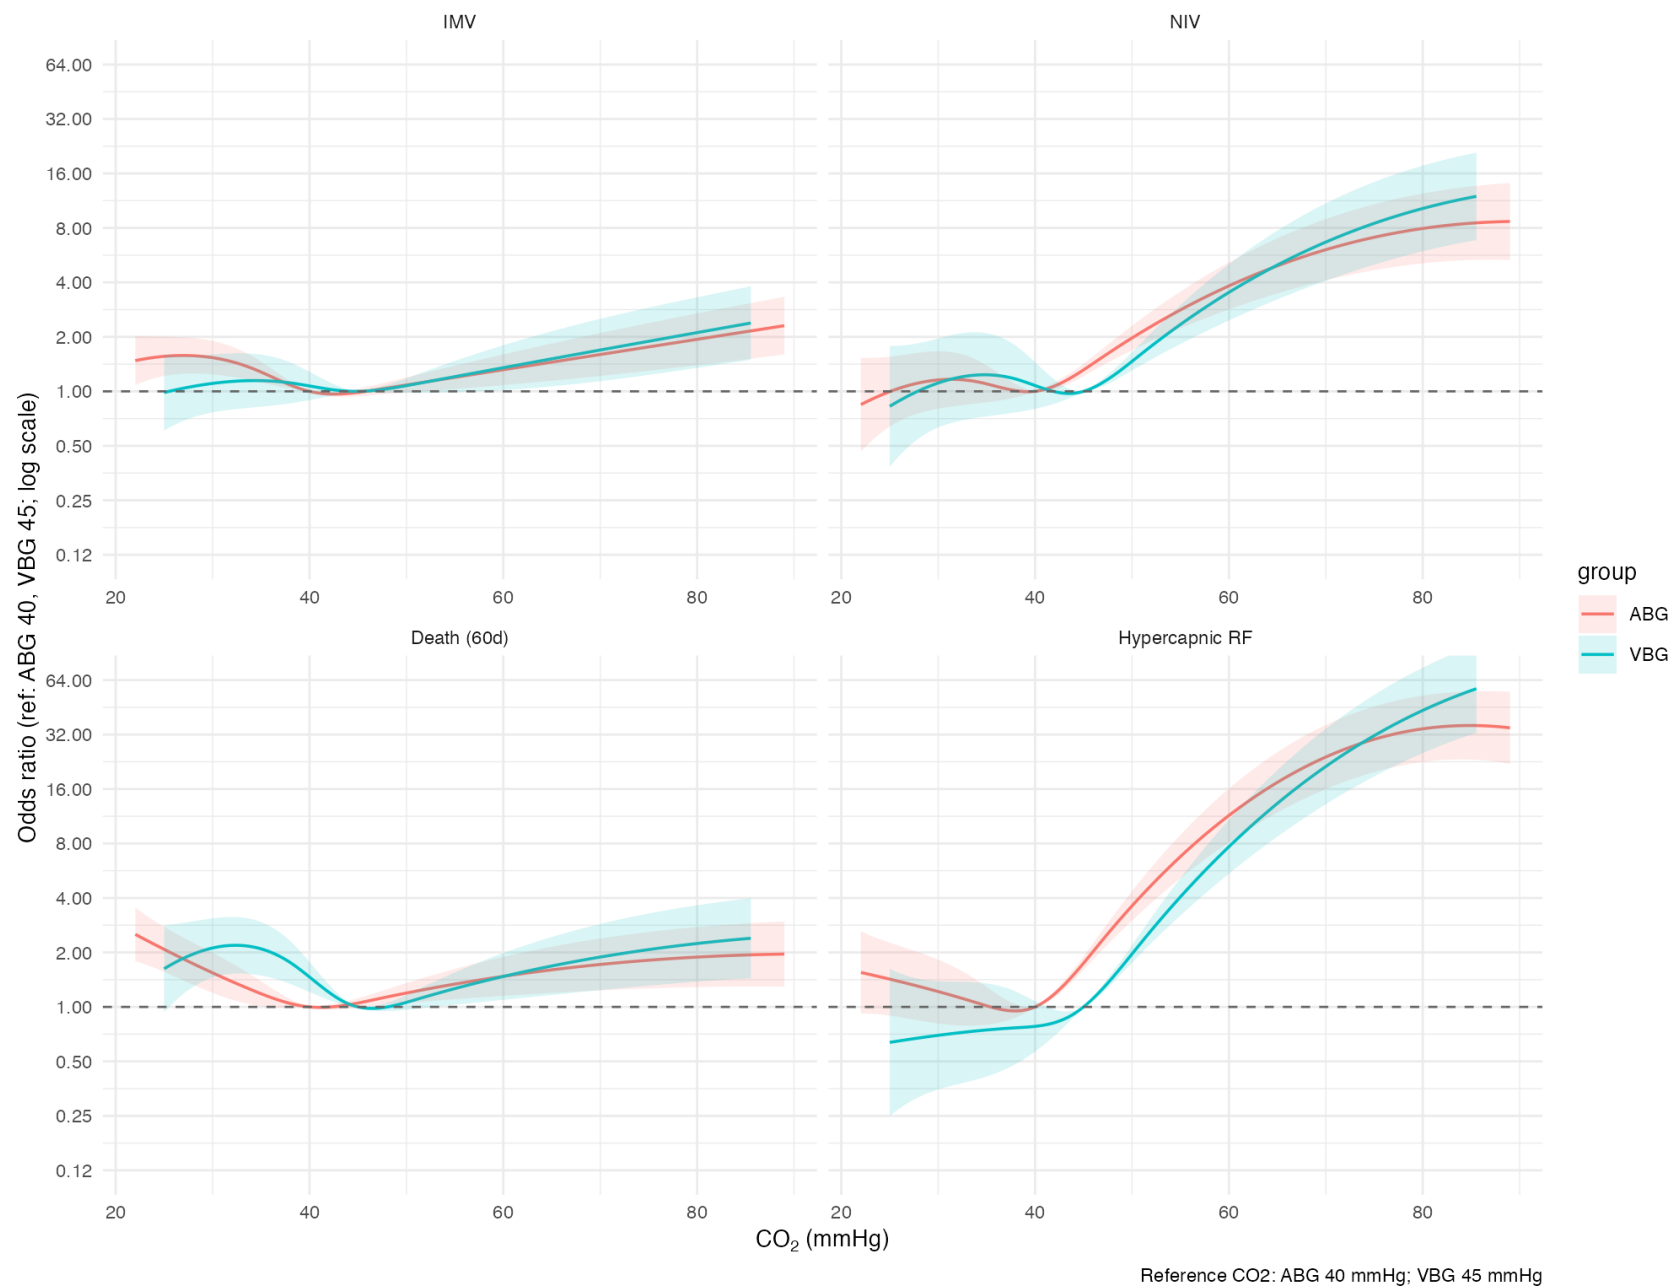 IMV
NIV
64.00
32.00
16.00
8.00
4.00
2.00
1.00
0.50
0.25
0.12
20 40 60 80
20 40 60 80
Death (60d)
Hypercapnic RF
64.00
32.00
16.00
8.00
4.00
2.00
1.00
0.50
0.25
0.12
20 40 60 80
20 40 60 80
Odds ratio (ref: ABG 40, VBG 45; log scale)
CO₂ (mmHg)
group
ABG
VBG
Reference CO2: ABG 40 mmHg; VBG 45 mmHg